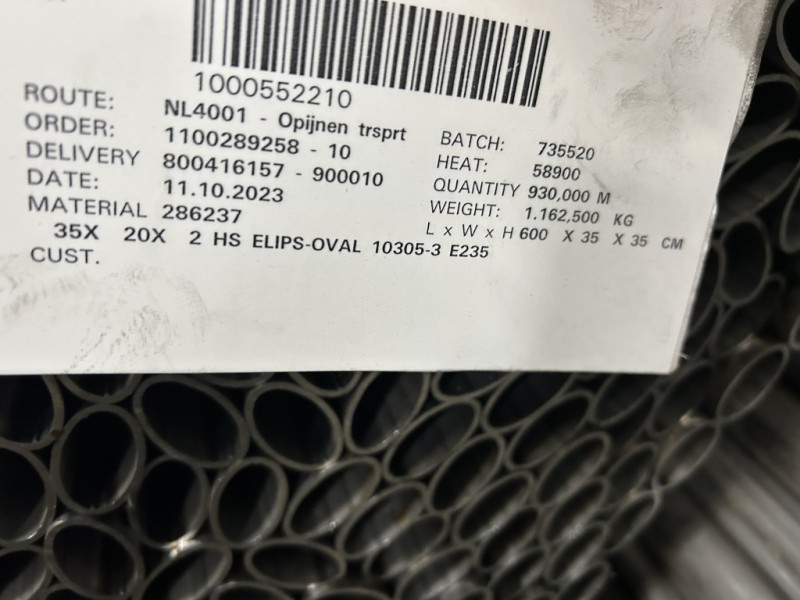 1000552210
ROUTE: NL4001 - Opijnen trsprt
ORDER: 1100289258 - 10
DELIVERY 800416157 - 900010
DATE: 11.10.2023
MATERIAL 286237
35X 20X 2 HS ELIPS-OVAL 10305-3 E235
CUST.
BATCH: 735520
HEAT: 58900
QUANTITY 930,000 M
WEIGHT: 1.162,500 KG
L x W x H 600 X 35 X 35 CM